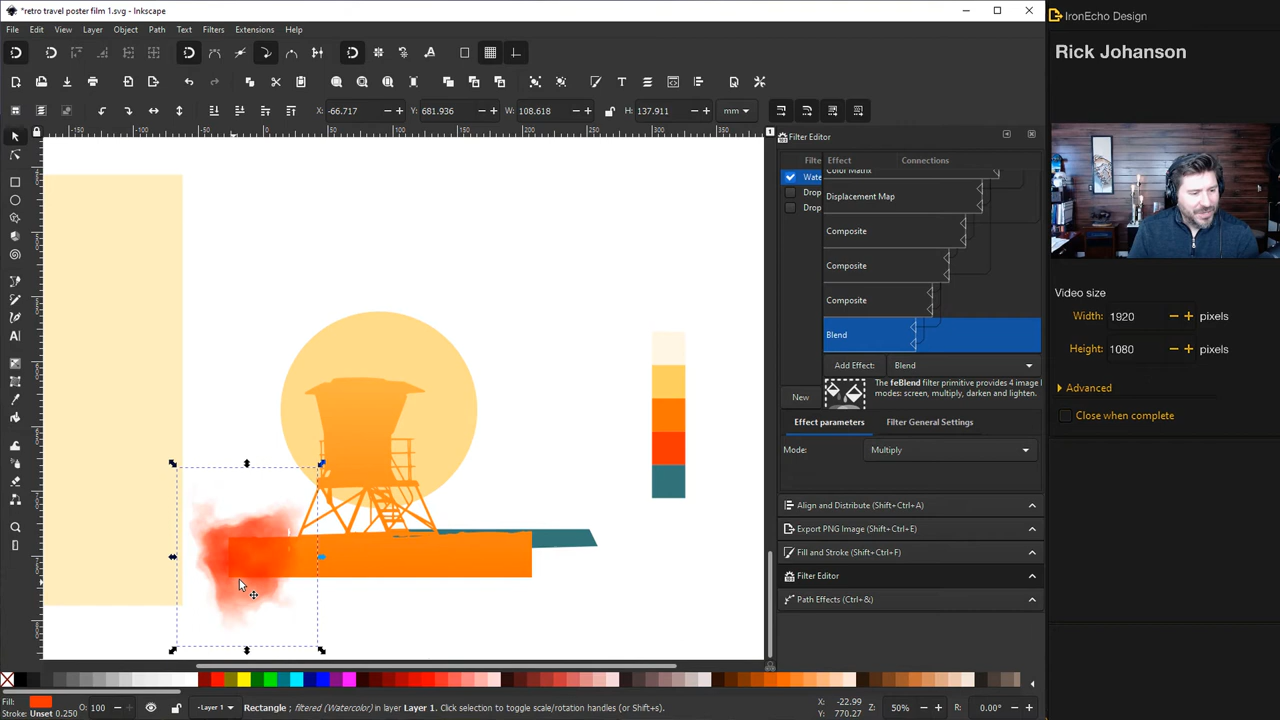 *retro travel poster film 1.svg - Inkscape
File Edit View Layer Object Path Text Filters Extensions Help
X: -66.717 Y: 681.936 W: 108.618 H: 137.911 mm
Filter Editor
Filte Effect Connections
Wate Color Matrix
Drop Displacement Map
Drop
Composite
Composite
Composite
Blend
Add Effect: Blend
The feBlend filter primitive provides 4 image l
modes: screen, multiply, darken and lighten.
New
Effect parameters Filter General Settings
Mode: Multiply
Align and Distribute (Shift+Ctrl+A)
Export PNG Image (Shift+Ctrl+E)
Fill and Stroke (Shift+Ctrl+F)
Filter Editor
Path Effects (Ctrl+&)
Fill:
Stroke: Unset 0.250
O: 100
-Layer 1
Rectangle ; filtered (Watercolor) in layer Layer 1. Click selection to toggle scale/rotation handles (or Shift+s).
X: -22.99
Y: 770.27
Z: 50%
R: 0.00°
IronEcho Design
Rick Johanson
Video size
Width: 1920 pixels
Height: 1080 pixels
Advanced
Close when complete